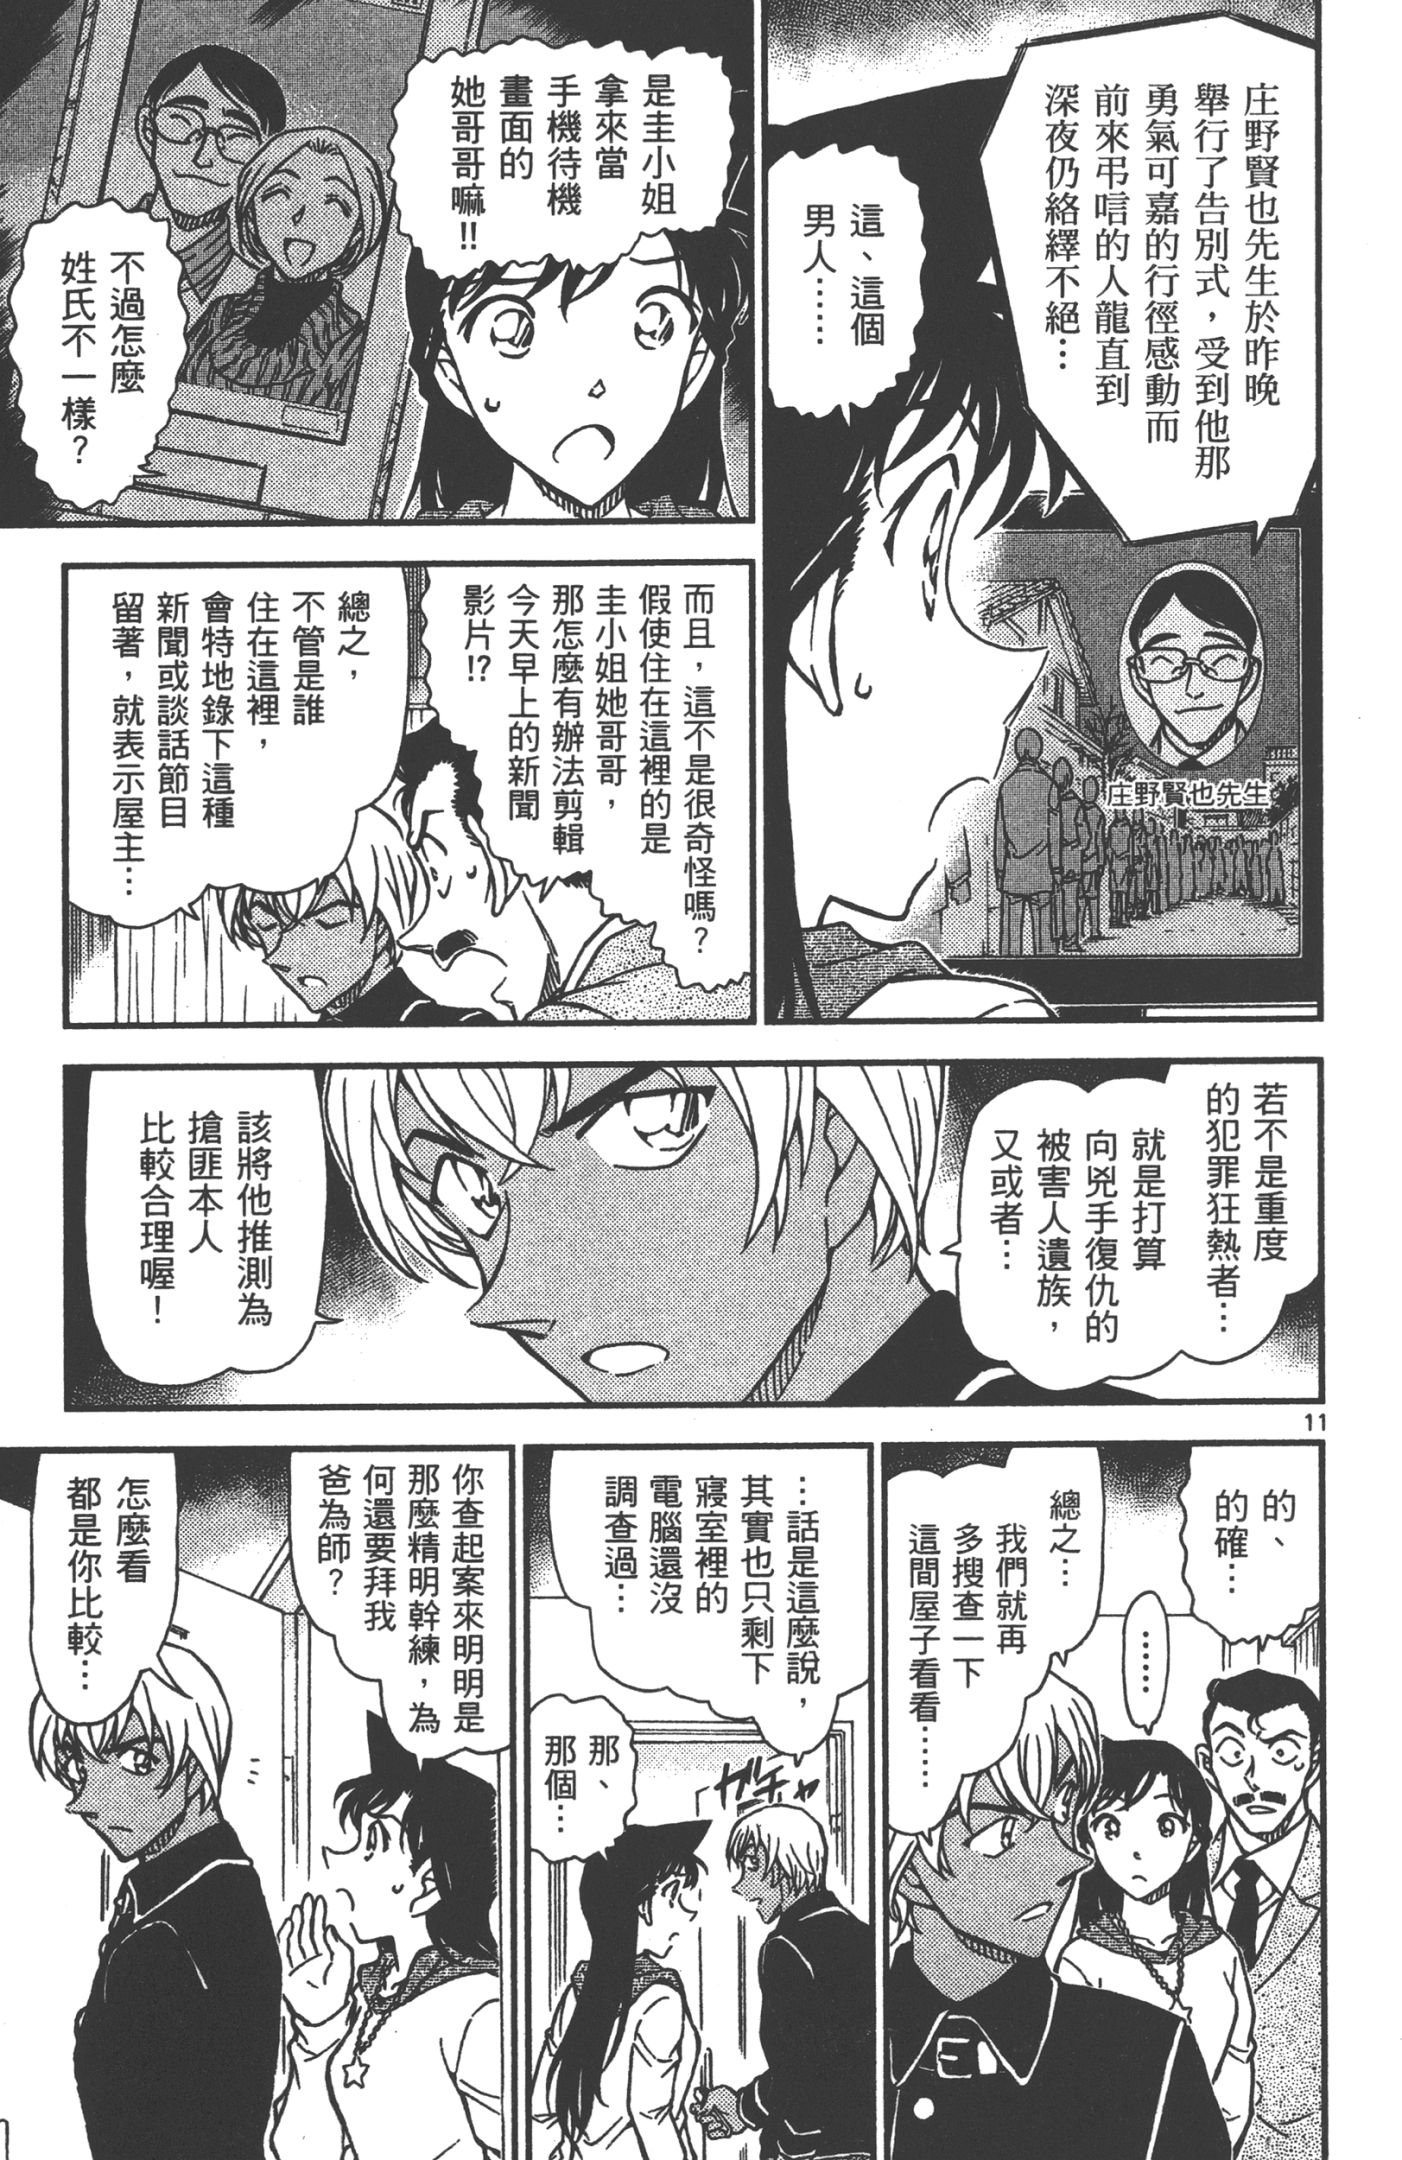 庄野賢也先生於昨晚
舉行了告別式，受到他那
勇氣可嘉的行徑感動而
前來弔唁的人龍直到
深夜仍絡繹不絕…
這、這個
男人……
庄野賢也先生
是圭小姐
拿來當
手機待機
畫面的
她哥哥嘛!!
不過怎麼
姓氏不一樣？
而且，這不是很奇怪嗎？
假使住在這裡的是
圭小姐她哥哥，
那怎麼有辦法剪輯
今天早上的新聞
影片!?
總之，
不管是誰
住在這裡，
會特地錄下這種
新聞或談話節目
留著，就表示屋主…
若不是重度
的犯罪狂熱者…
就是打算
向兇手復仇的
被害人遺族，
又或者…
該將他推測為
搶匪本人
比較合理喔！
11
的、
的確…
……
總之…
我們就再
多搜查一下
這間屋子看看……
…話是這麼說，
其實也只剩下
寢室裡的
電腦還沒
調查過…
ガチャ
那、
那個…
你查起案來明明是
那麼精明幹練，為
何還要拜我
爸為師？
怎麼看
都是你比較…